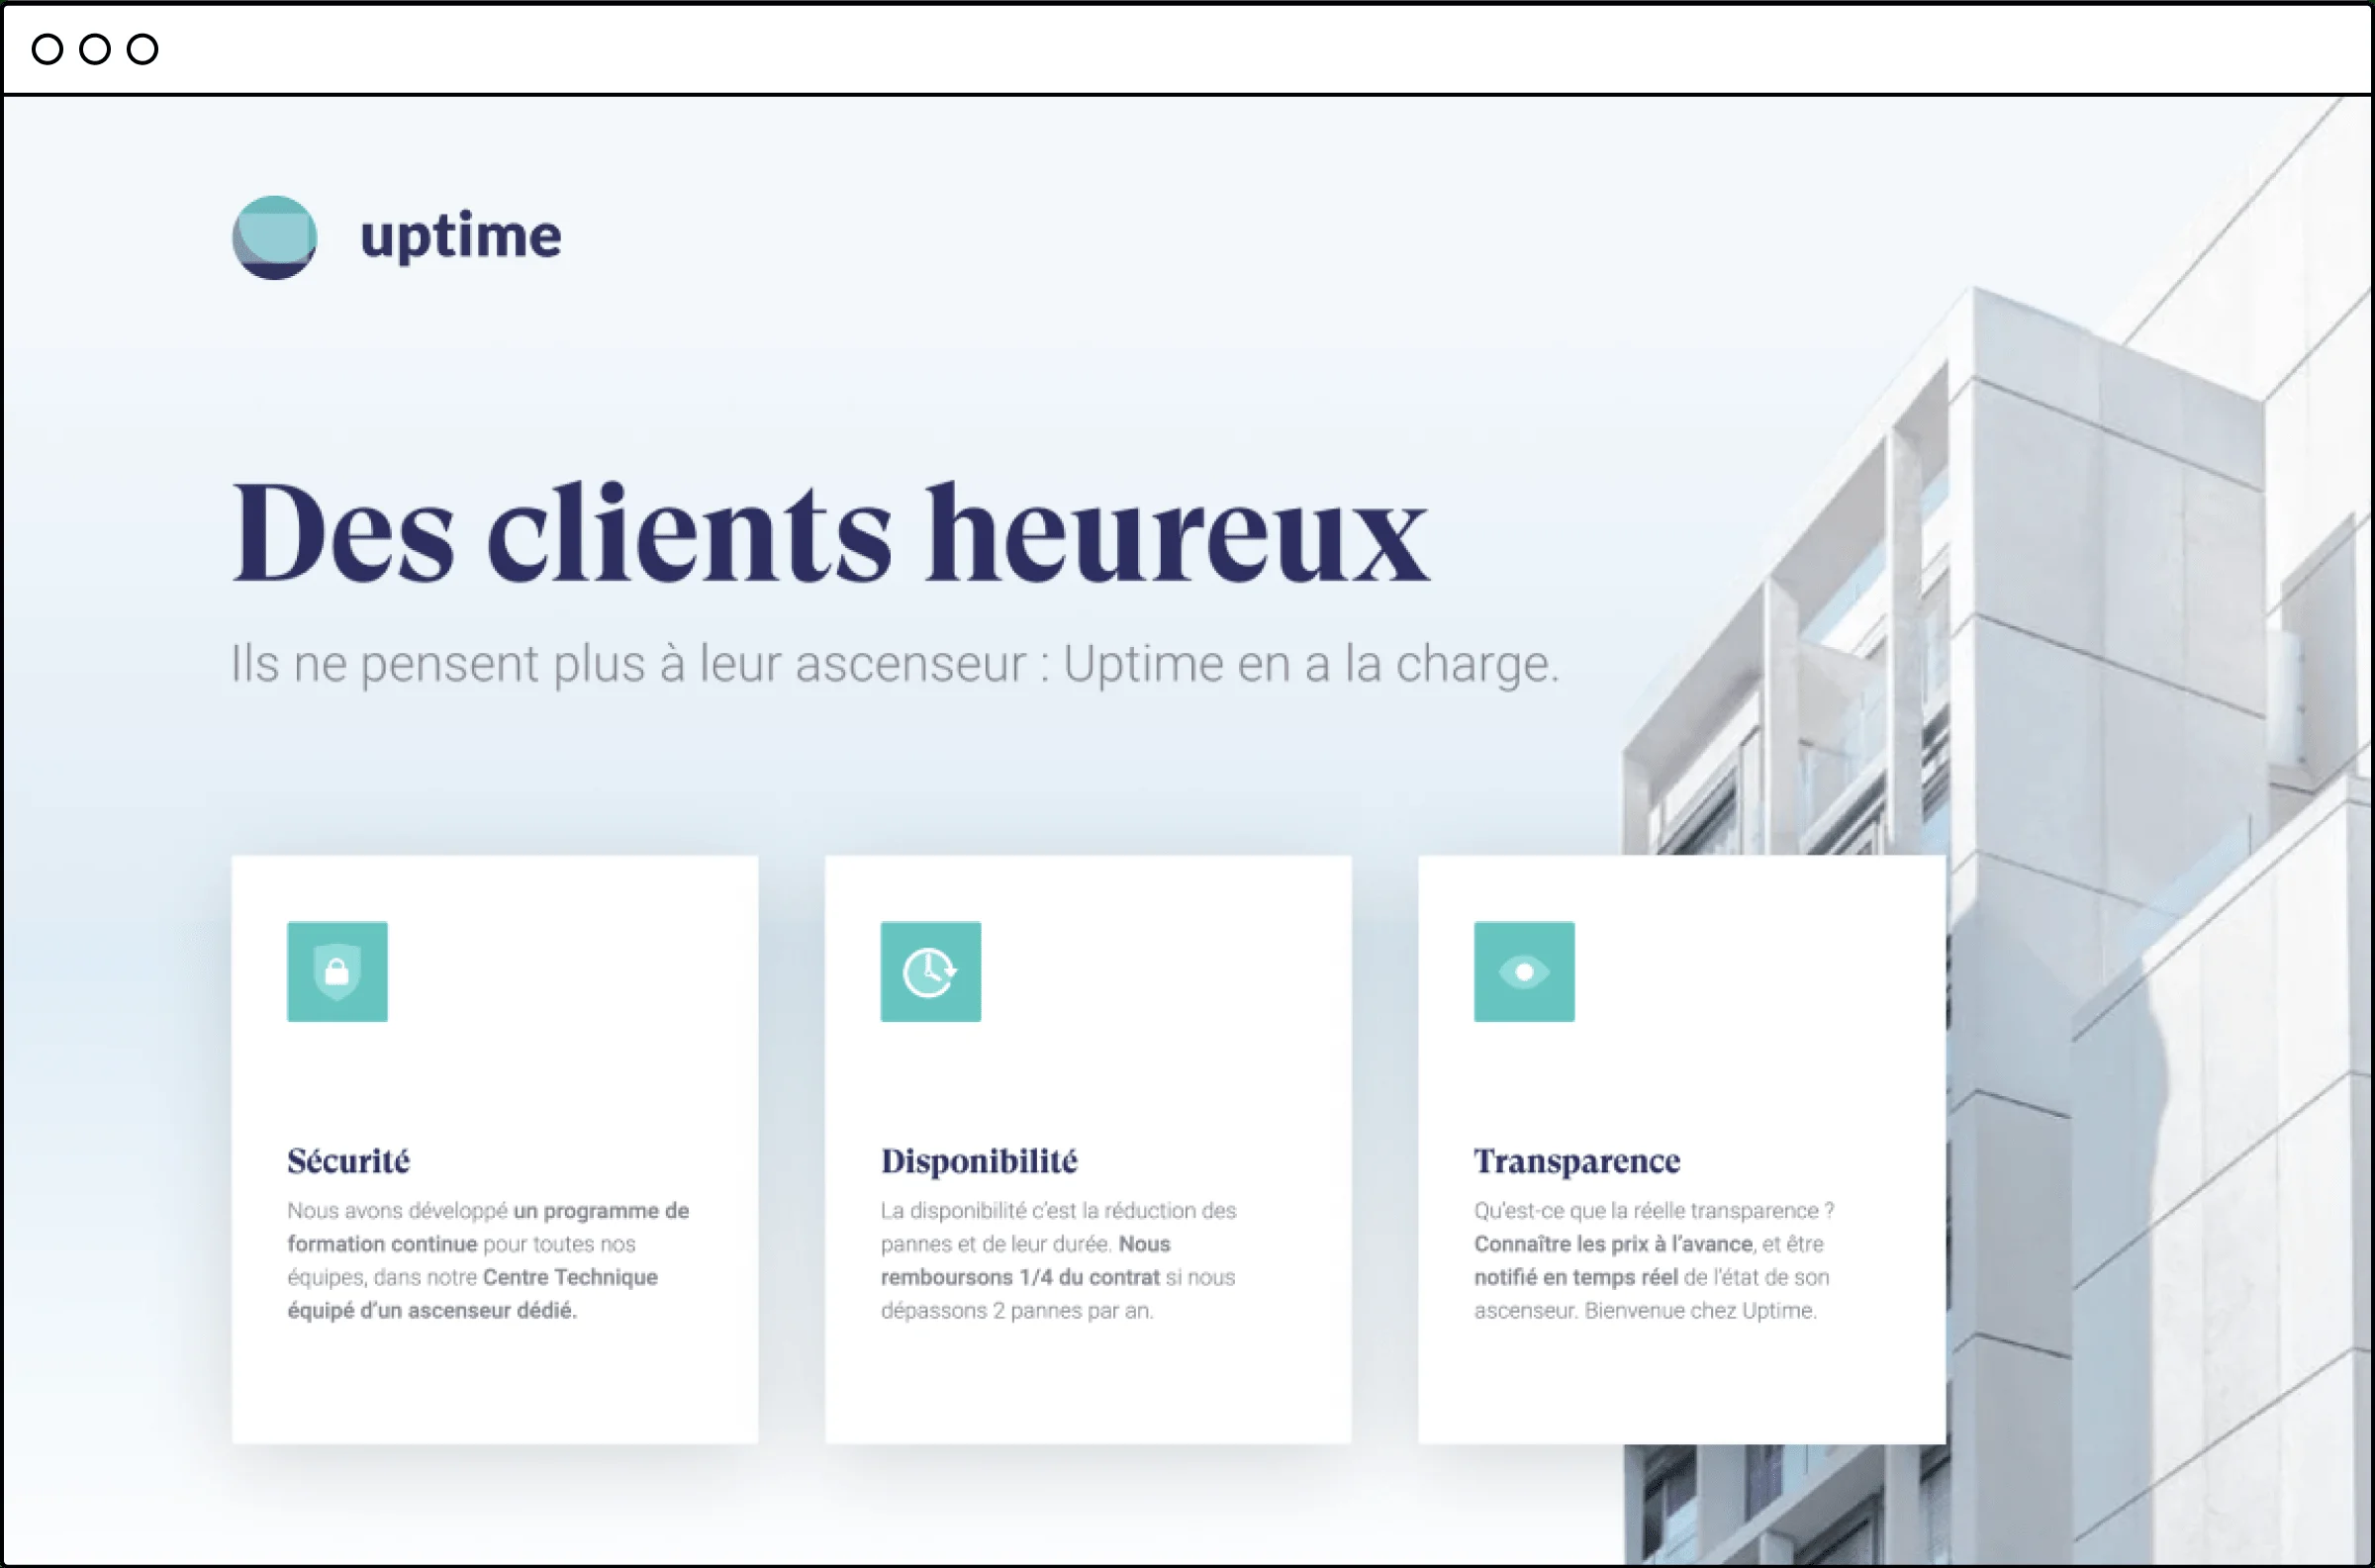 uptime
Des clients heureux
Ils ne pensent plus à leur ascenseur : Uptime en a la charge.
Sécurité
Nous avons développé un programme de
formation continue pour toutes nos
équipes, dans notre Centre Technique
équipé d’un ascenseur dédié.
Disponibilité
La disponibilité c’est la réduction des
pannes et de leur durée. Nous
remboursons 1/4 du contrat si nous
dépassons 2 pannes par an.
Transparence
Qu’est-ce que la réelle transparence ?
Connaître les prix à l’avance, et être
notifié en temps réel de l’état de son
ascenseur. Bienvenue chez Uptime.